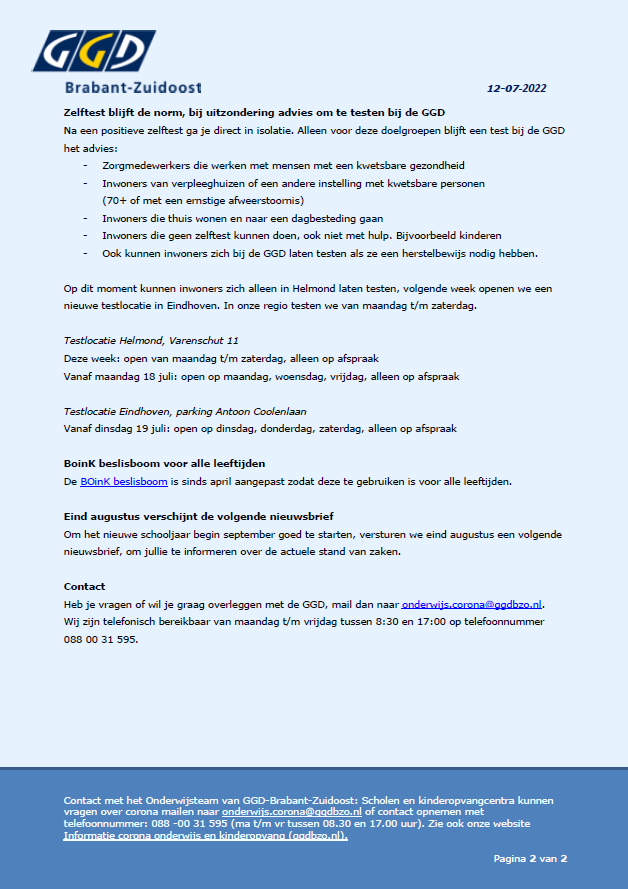 GGD
Brabant-Zuidoost
12-07-2022
Zelftest blijft de norm, bij uitzondering advies om te testen bij de GGD
Na een positieve zelftest ga je direct in isolatie. Alleen voor deze doelgroepen blijft een test bij de GGD
het advies:
- Zorgmedewerkers die werken met mensen met een kwetsbare gezondheid
- Inwoners van verpleeghuizen of een andere instelling met kwetsbare personen
(70+ of met een ernstige afweerstoornis)
- Inwoners die thuis wonen en naar een dagbesteding gaan
- Inwoners die geen zelftest kunnen doen, ook niet met hulp. Bijvoorbeeld kinderen
- Ook kunnen inwoners zich bij de GGD laten testen als ze een herstelbewijs nodig hebben.
Op dit moment kunnen inwoners zich alleen in Helmond laten testen, volgende week openen we een
nieuwe testlocatie in Eindhoven. In onze regio testen we van maandag t/m zaterdag.
Testlocatie Helmond, Varenschut 11
Deze week: open van maandag t/m zaterdag, alleen op afspraak
Vanaf maandag 18 juli: open op maandag, woensdag, vrijdag, alleen op afspraak
Testlocatie Eindhoven, parking Antoon Coolenlaan
Vanaf dinsdag 19 juli: open op dinsdag, donderdag, zaterdag, alleen op afspraak
BoinK beslisboom voor alle leeftijden
De BOinK beslisboom is sinds april aangepast zodat deze te gebruiken is voor alle leeftijden.
Eind augustus verschijnt de volgende nieuwsbrief
Om het nieuwe schooljaar begin september goed te starten, versturen we eind augustus een volgende
nieuwsbrief, om jullie te informeren over de actuele stand van zaken.
Contact
Heb je vragen of wil je graag overleggen met de GGD, mail dan naar onderwijs.corona@ggdbzo.nl.
Wij zijn telefonisch bereikbaar van maandag t/m vrijdag tussen 8:30 en 17:00 op telefoonnummer
088 00 31 595.
Contact met het Onderwijsteam van GGD-Brabant-Zuidoost: Scholen en kinderopvangcentra kunnen
vragen over corona mailen naar onderwijs.corona@ggdbzo.nl of contact opnemen met
telefoonnummer: 088 -00 31 595 (ma t/m vr tussen 08.30 en 17.00 uur). Zie ook onze website
Informatie corona onderwijs en kinderopvang (ggdbzo.nl).
Pagina 2 van 2